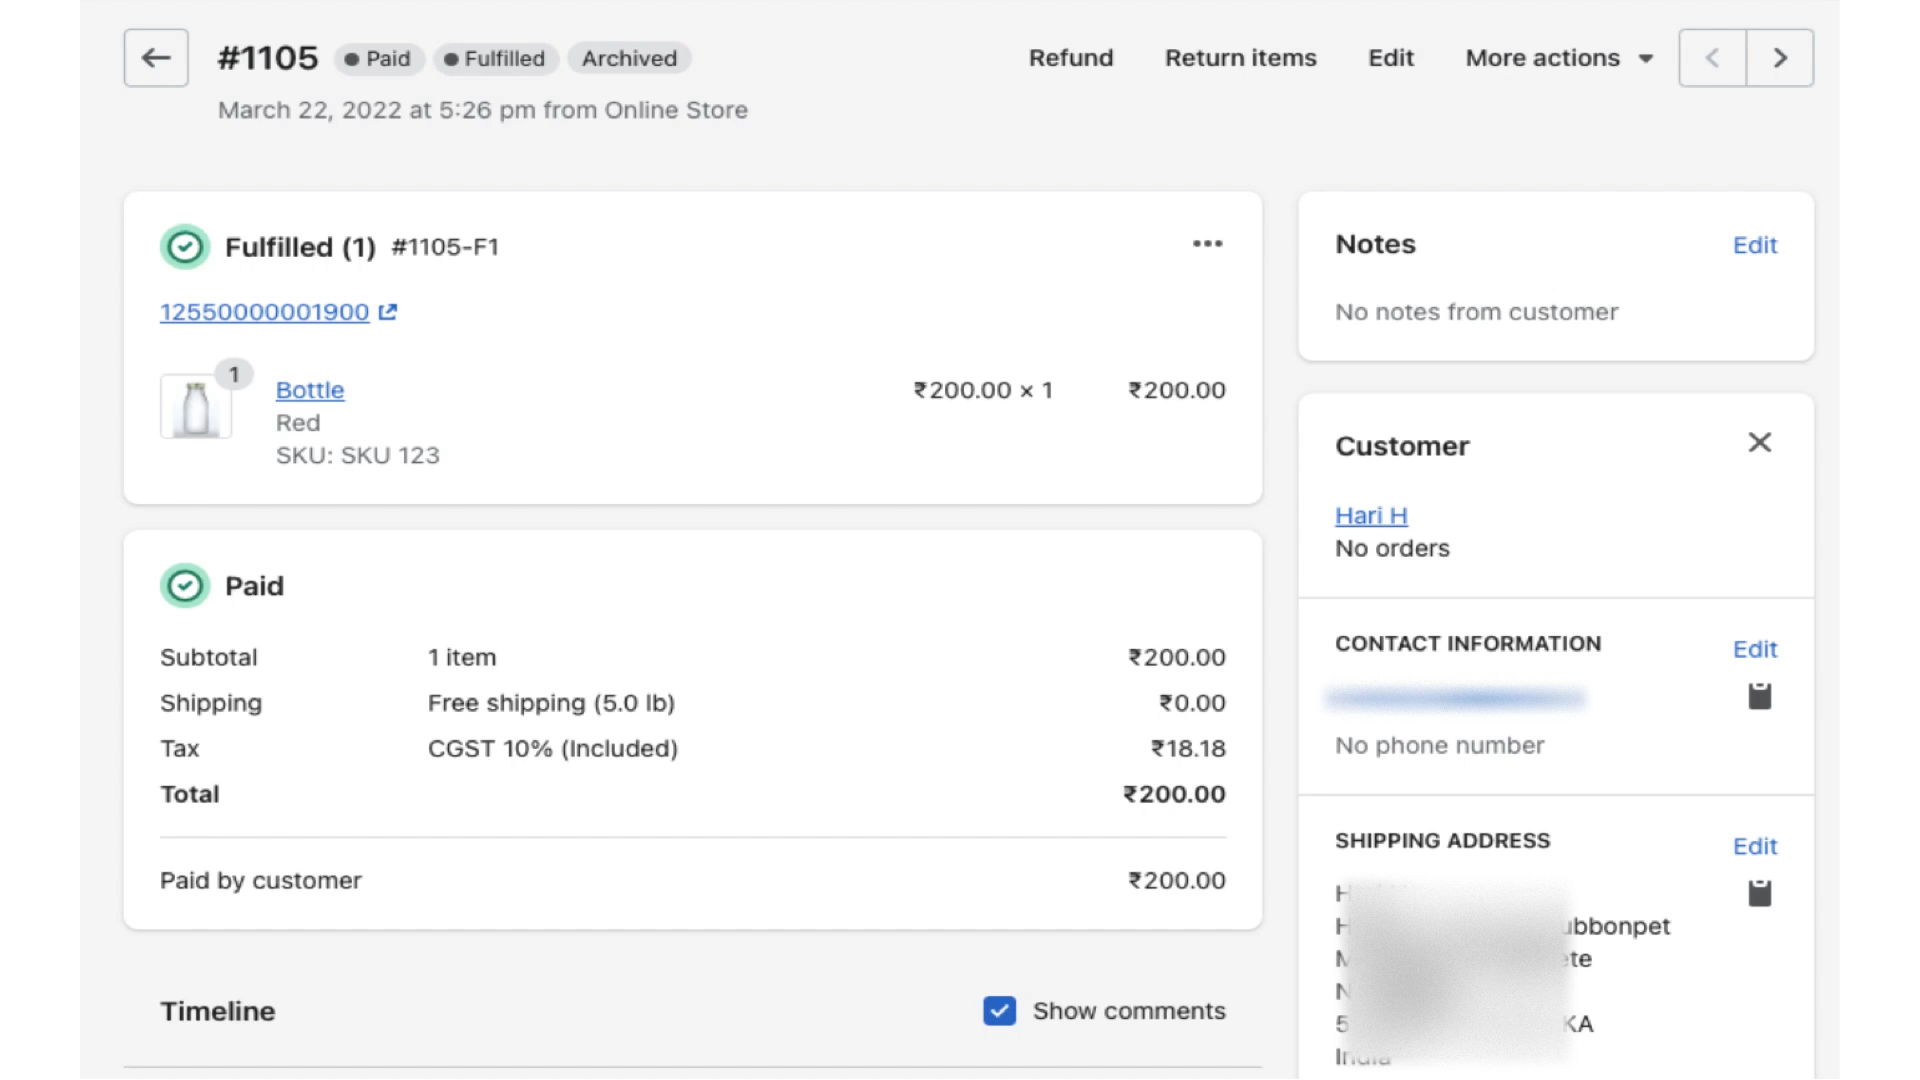 #1105 Paid Fulfilled Archived
Refund Return items Edit More actions
March 22, 2022 at 5:26 pm from Online Store
Fulfilled (1) #1105-F1
12550000001900
1
Bottle ₹200.00 × 1 ₹200.00
Red
SKU: SKU 123
Paid
Subtotal 1 item ₹200.00
Shipping Free shipping (5.0 lb) ₹0.00
Tax CGST 10% (Included) ₹18.18
Total ₹200.00
Paid by customer ₹200.00
Timeline Show comments
Notes Edit
No notes from customer
Customer
Hari H
No orders
CONTACT INFORMATION Edit
No phone number
SHIPPING ADDRESS Edit
India